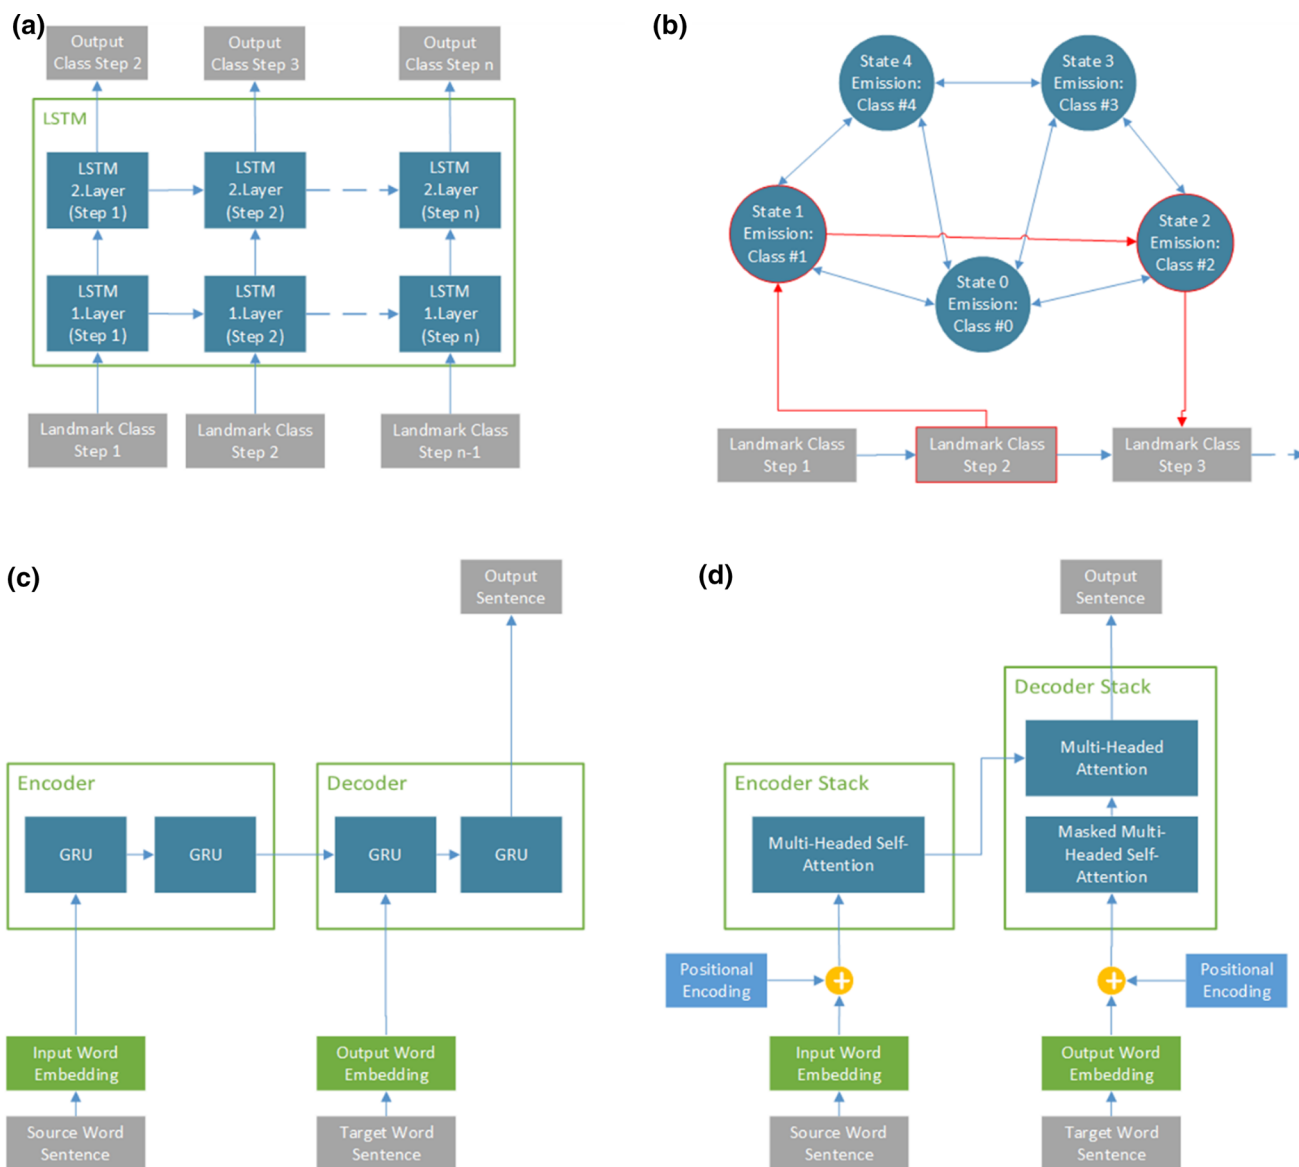 (a)
Output
Class Step 2
Output
Class Step 3
Output
Class Step n
LSTM
LSTM
2.Layer
(Step 1)
LSTM
2.Layer
(Step 2)
LSTM
2.Layer
(Step n)
LSTM
1.Layer
(Step 1)
LSTM
1.Layer
(Step 2)
LSTM
1.Layer
(Step n)
Landmark Class
Step 1
Landmark Class
Step 2
Landmark Class
Step n-1
(b)
State 4
Emission:
Class #4
State 3
Emission:
Class #3
State 1
Emission:
Class #1
State 2
Emission:
Class #2
State 0
Emission:
Class #0
Landmark Class
Step 1
Landmark Class
Step 2
Landmark Class
Step 3
(c)
Output
Sentence
Encoder
GRU
GRU
Decoder
GRU
GRU
Input Word
Embedding
Output Word
Embedding
Source Word
Sentence
Target Word
Sentence
(d)
Output
Sentence
Decoder Stack
Multi-Headed
Attention
Masked Multi-
Headed Self-
Attention
Encoder Stack
Multi-Headed Self-
Attention
Positional
Encoding
+
+
Positional
Encoding
Input Word
Embedding
Output Word
Embedding
Source Word
Sentence
Target Word
Sentence